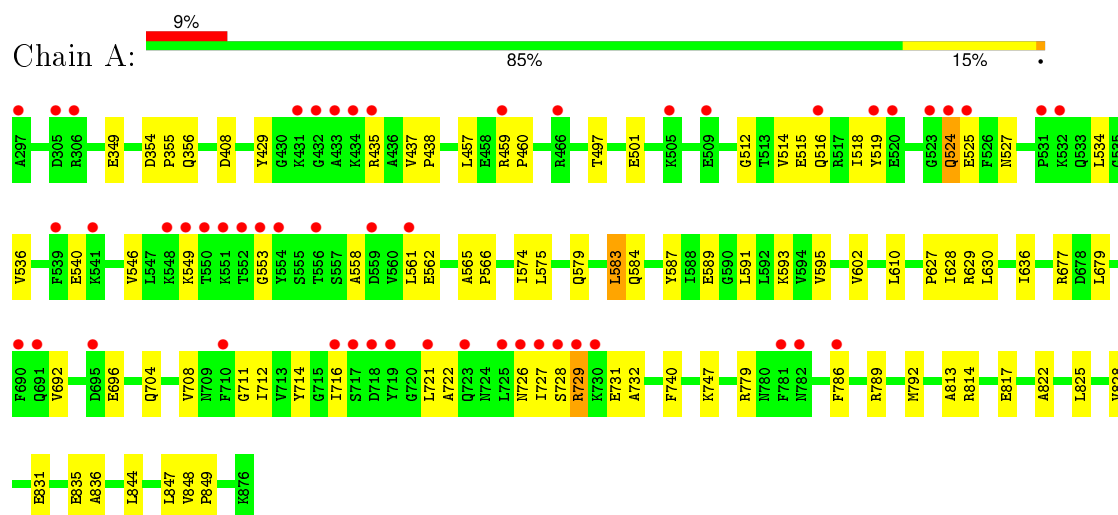 9%
Chain A:
85% 15% •
A297 D305 R306 E349 D354 P355 Q356 D408 Y429 G430 K431 G432 A433 K434 R435 A436 V437 P438 L457 E458 R459 P460 R466 T497 E501 K505 E509 G512 T513 V514 E515 Q516 R517 I518 Y519 E520 G523 Q524 E525 F526 N527 P531 K532 Q533 L534 G535
V536 F539 E540 K541 V546 L547 K548 K549 T550 K551 T552 G553 Y554 S555 T556 S557 A558 D559 V560 L561 E562 A565 P566 I574 L575 Q579 L583 Q584 Y587 I588 E589 G590 L591 L592 K593 V594 V595 V602 L610 P627 I628 R629 L630 I636 R677 D678 L679
F690 Q691 V692 D695 E696 Q704 V708 N709 F710 G711 I712 V713 Y714 G715 I716 S717 D718 Y719 G720 L721 A722 Q723 N724 L725 N726 I727 S728 R729 K730 E731 A732 F740 K747 R779 N780 F781 N782 F786 R789 M792 A813 R814 E817 A822 L825 V828
E831 E835 A836 L844 L847 V848 P849 K876